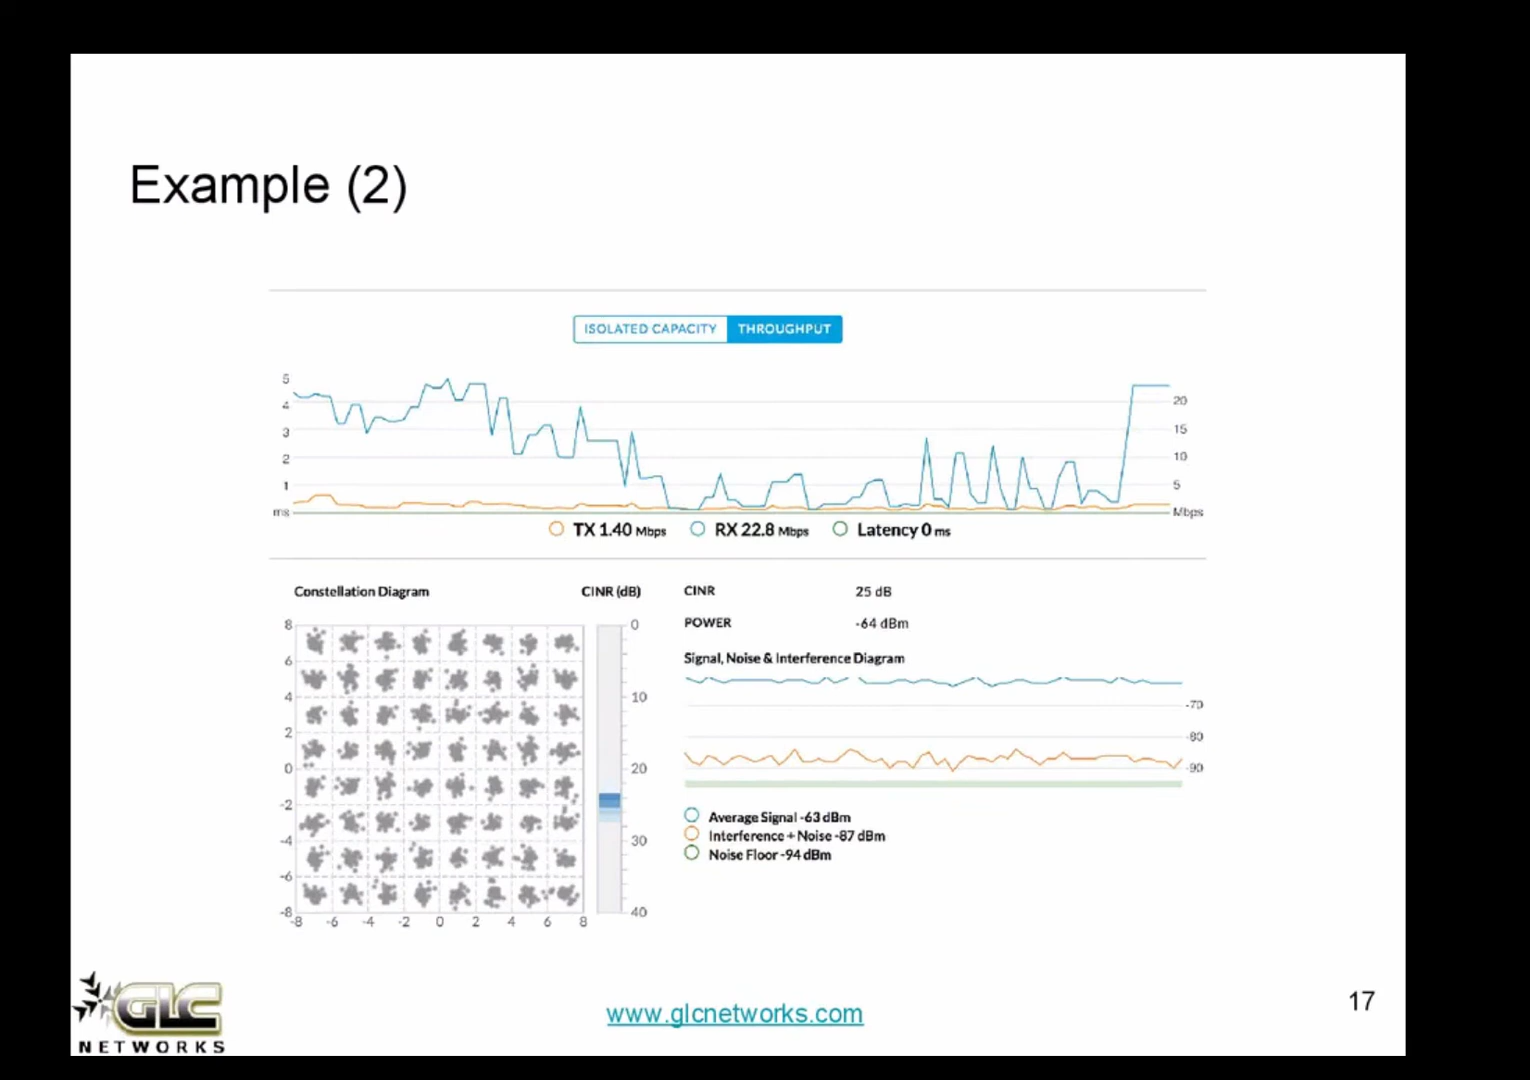 Example (2)
ISOLATED CAPACITY THROUGHPUT
5
4
3
2
1
ms
20
15
10
5
Mbps
TX 1.40 Mbps RX 22.8 Mbps Latency 0 ms
Constellation Diagram CINR (dB)
8
6
4
2
0
-2
-4
-6
-8
-8 -6 -4 -2 0 2 4 6 8
0
10
20
30
40
CINR 25 dB
POWER -64 dBm
Signal, Noise & Interference Diagram
-70
-80
-90
Average Signal -63 dBm
Interference + Noise -87 dBm
Noise Floor -94 dBm
GLC
NETWORKS
www.glcnetworks.com
17